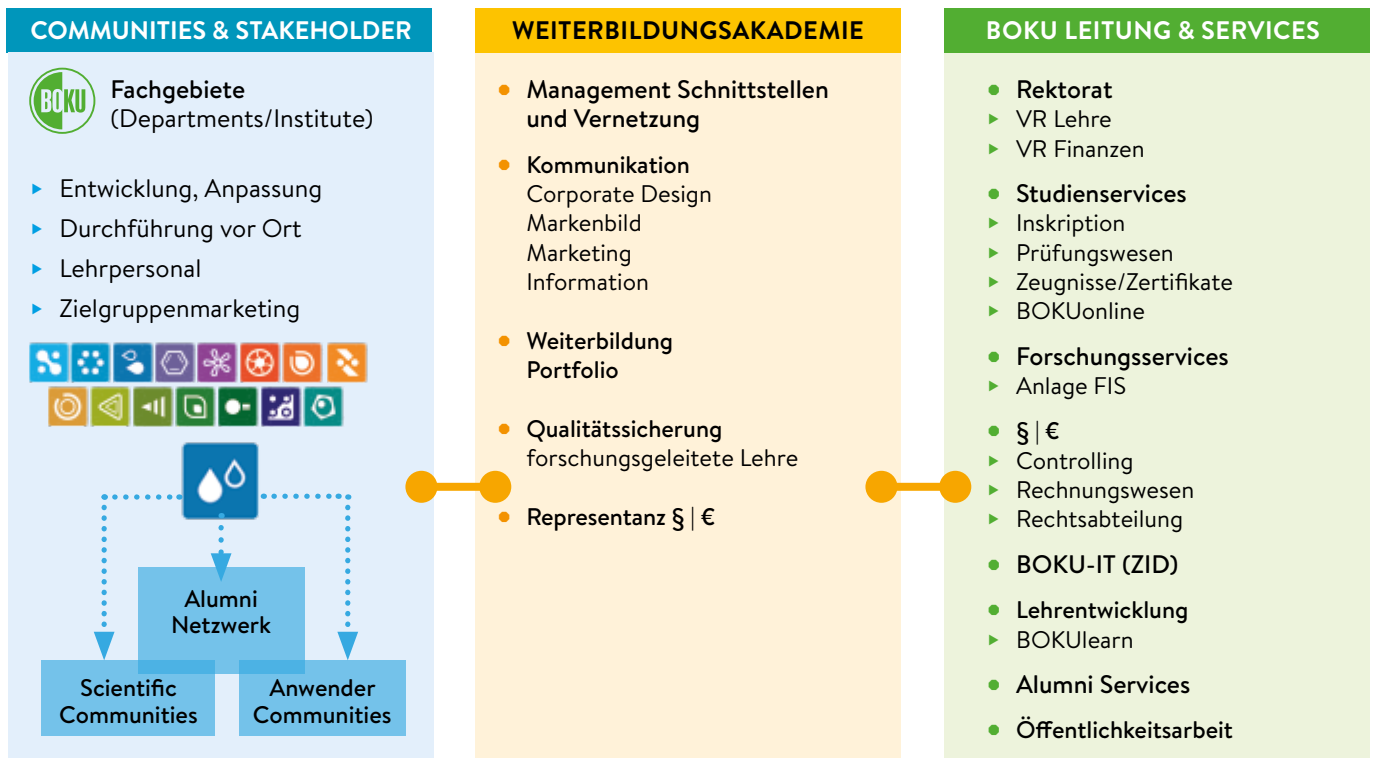 COMMUNITIES & STAKEHOLDER
BOKU
Fachgebiete
(Departments/Institute)
Entwicklung, Anpassung
Durchführung vor Ort
Lehrpersonal
Zielgruppenmarketing
Alumni
Netzwerk
Scientific
Communities
Anwender
Communities
WEITERBILDUNGSAKADEMIE
Management Schnittstellen
und Vernetzung
Kommunikation
Corporate Design
Markenbild
Marketing
Information
Weiterbildung
Portfolio
Qualitätssicherung
forschungsgeleitete Lehre
Representanz § | €
BOKU LEITUNG & SERVICES
Rektorat
VR Lehre
VR Finanzen
Studienservices
Inskription
Prüfungswesen
Zeugnisse/Zertifikate
BOKUonline
Forschungsservices
Anlage FIS
§ | €
Controlling
Rechnungswesen
Rechtsabteilung
BOKU-IT (ZID)
Lehrentwicklung
BOKUlearn
Alumni Services
Öffentlichkeitsarbeit